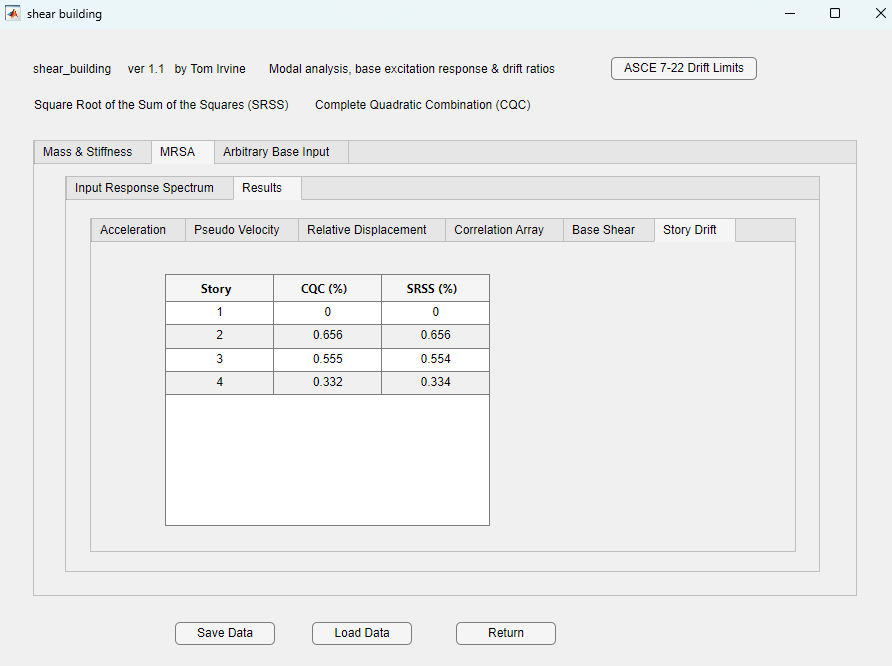 shear building
shear_building ver 1.1 by Tom Irvine Modal analysis, base excitation response & drift ratios ASCE 7-22 Drift Limits
Square Root of the Sum of the Squares (SRSS) Complete Quadratic Combination (CQC)
Mass & Stiffness MRSA Arbitrary Base Input
Input Response Spectrum Results
Acceleration Pseudo Velocity Relative Displacement Correlation Array Base Shear Story Drift
Story CQC (%) SRSS (%)
1 0 0
2 0.656 0.656
3 0.555 0.554
4 0.332 0.334
Save Data Load Data Return